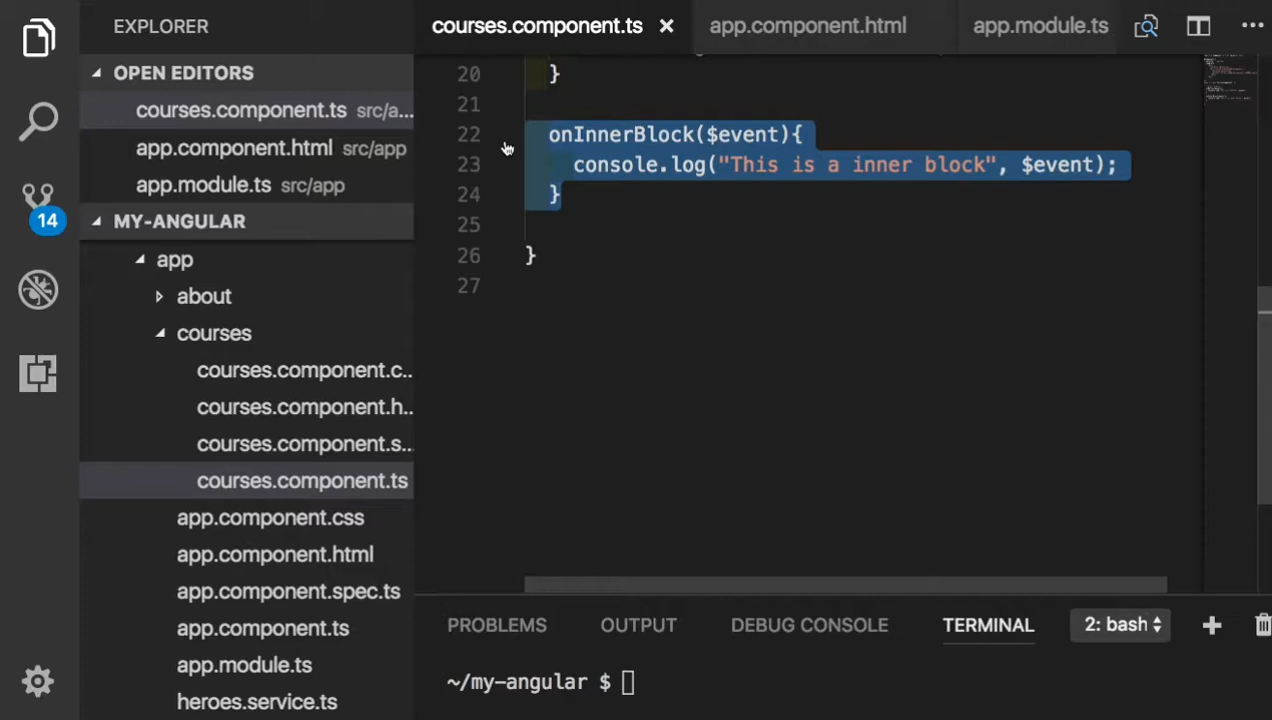 EXPLORER
OPEN EDITORS
courses.component.ts src/a...
app.component.html src/app
app.module.ts src/app
MY-ANGULAR
app
about
courses
courses.component.c...
courses.component.h...
courses.component.s...
courses.component.ts
app.component.css
app.component.html
app.component.spec.ts
app.component.ts
app.module.ts
heroes.service.ts
14
courses.component.ts app.component.html app.module.ts
20 }
21
22 onInnerBlock($event){
23 console.log("This is a inner block", $event);
24 }
25
26 }
27
PROBLEMS OUTPUT DEBUG CONSOLE TERMINAL 2: bash
~/my-angular $